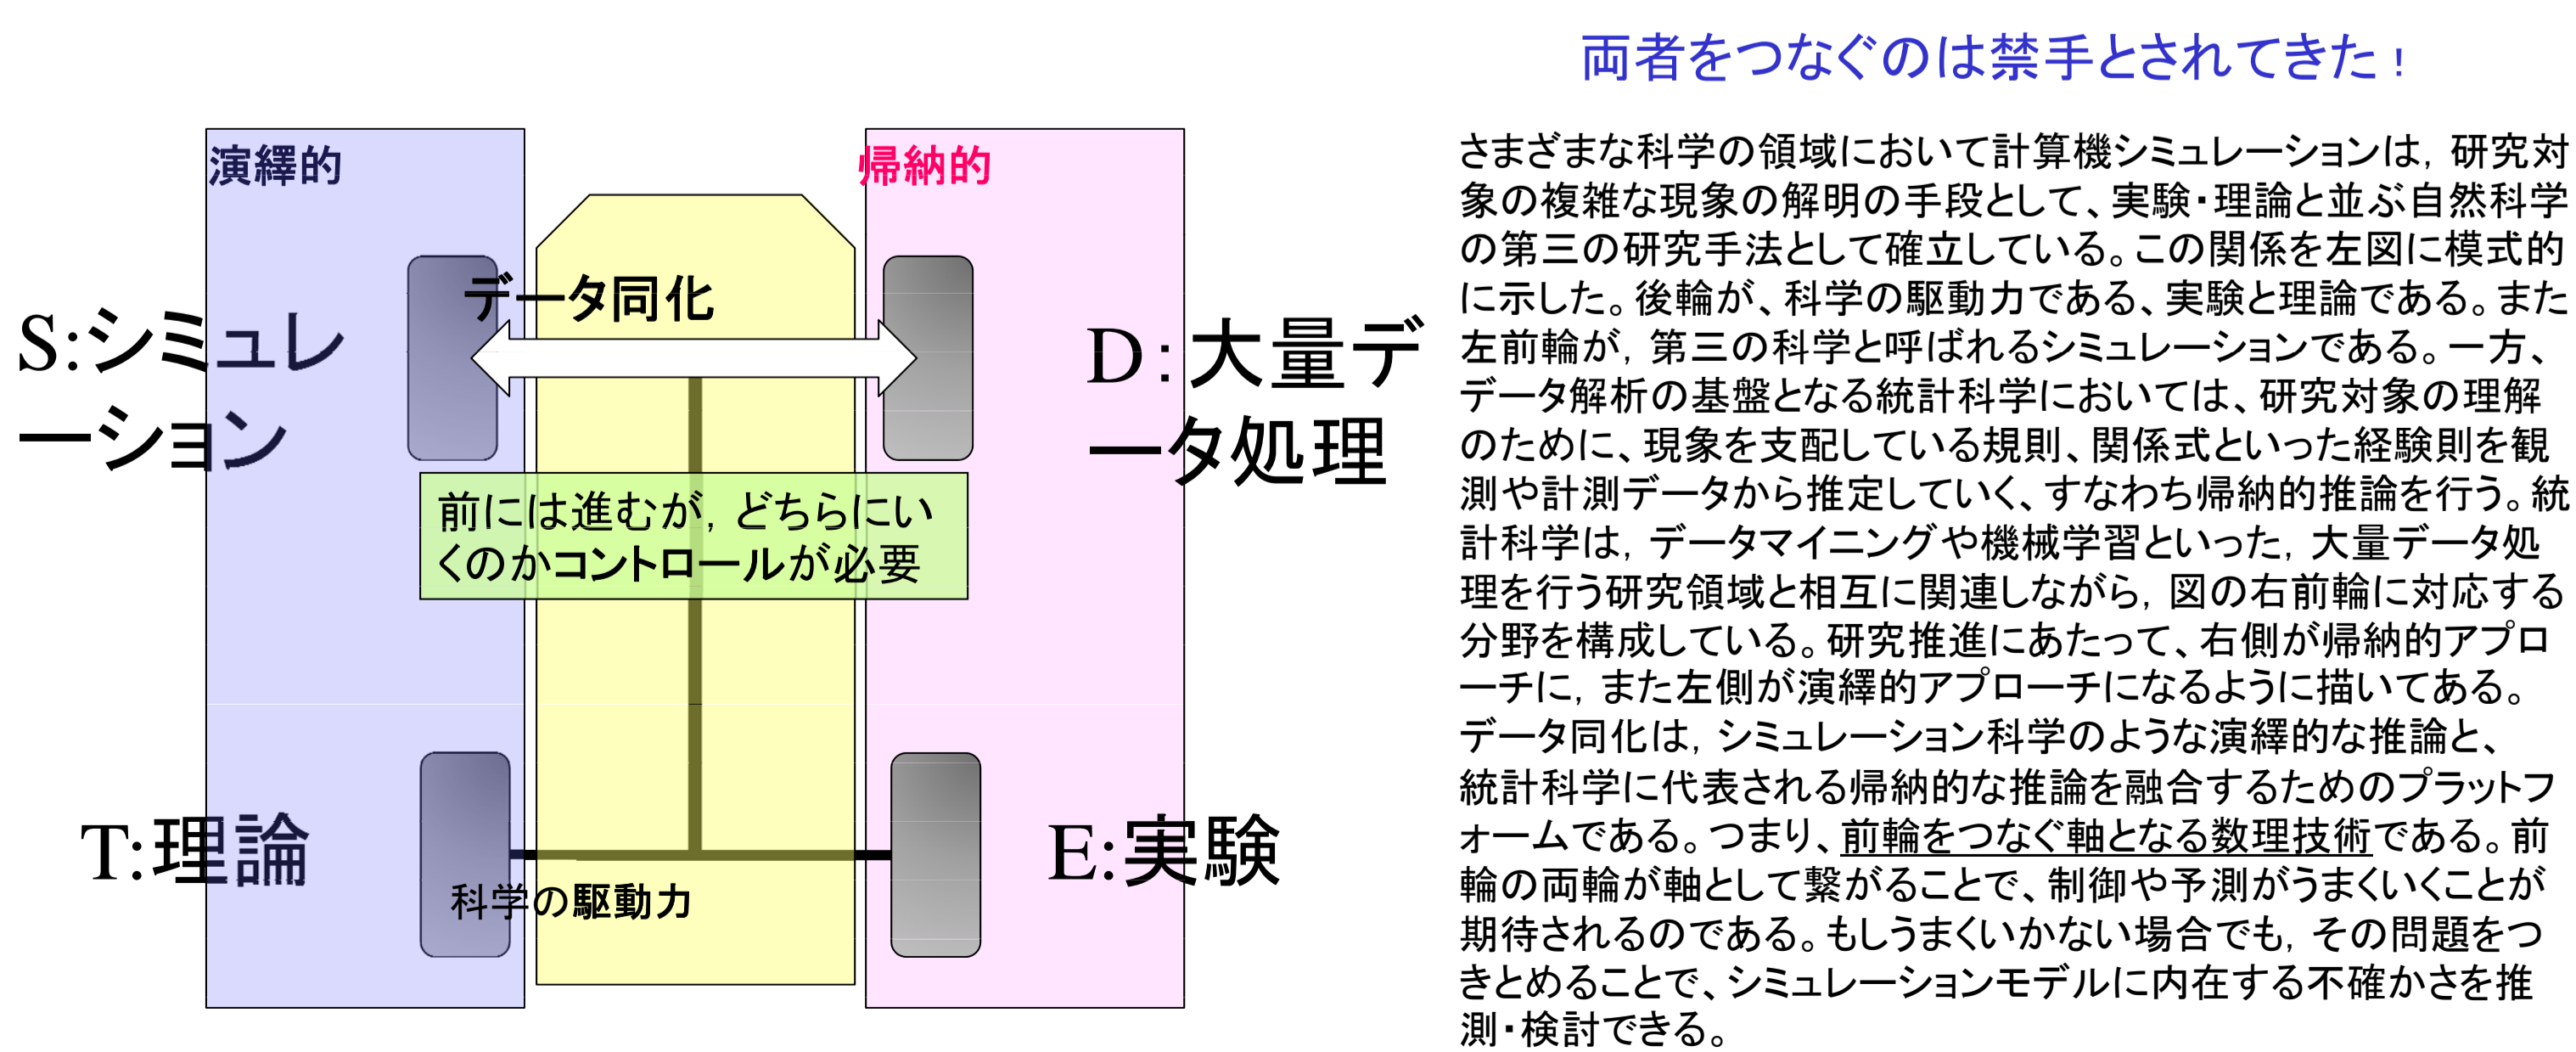 両者をつなぐのは禁手とされてきた!
演繹的
帰納的
データ同化
S:シミュレ
ーション
D:大量デ
ータ処理
前には進むが,どちらにい
くのかコントロールが必要
T:理論
E:実験
科学の駆動力
さまざまな科学の領域において計算機シミュレーションは,研究対
象の複雑な現象の解明の手段として、実験・理論と並ぶ自然科学
の第三の研究手法として確立している。この関係を左図に模式的
に示した。後輪が、科学の駆動力である、実験と理論である。また
左前輪が,第三の科学と呼ばれるシミュレーションである。一方、
データ解析の基盤となる統計科学においては、研究対象の理解
のために、現象を支配している規則、関係式といった経験則を観
測や計測データから推定していく、すなわち帰納的推論を行う。統
計科学は,データマイニングや機械学習といった,大量データ処
理を行う研究領域と相互に関連しながら,図の右前輪に対応する
分野を構成している。研究推進にあたって、右側が帰納的アプロ
ーチに,また左側が演繹的アプローチになるように描いてある。
データ同化は,シミュレーション科学のような演繹的な推論と、
統計科学に代表される帰納的な推論を融合するためのプラットフ
ォームである。つまり、前輪をつなぐ軸となる数理技術である。前
輪の両輪が軸として繋がることで、制御や予測がうまくいくことが
期待されるのである。もしうまくいかない場合でも,その問題をつ
きとめることで、シミュレーションモデルに内在する不確かさを推
測・検討できる。